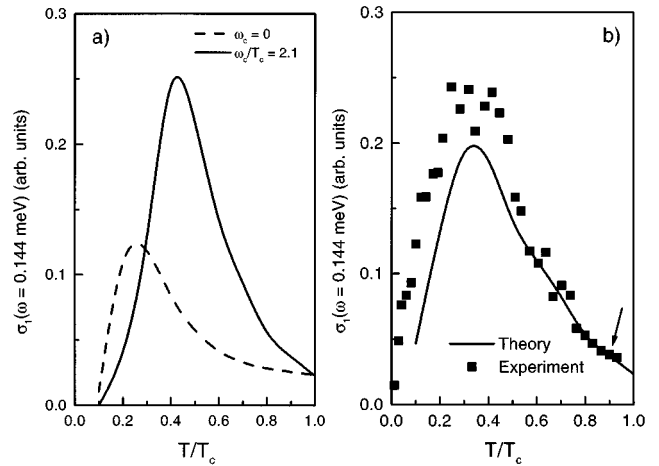 a)
ω_c = 0
ω_c/T_c = 2.1
σ₁(ω = 0.144 meV) (arb. units)
0.3
0.2
0.1
0.0
0.0 0.2 0.4 0.6 0.8 1.0
T/T_c
b)
σ₁(ω = 0.144 meV) (arb. units)
0.3
0.2
0.1
0.0
Theory
Experiment
0.0 0.2 0.4 0.6 0.8 1.0
T/T_c